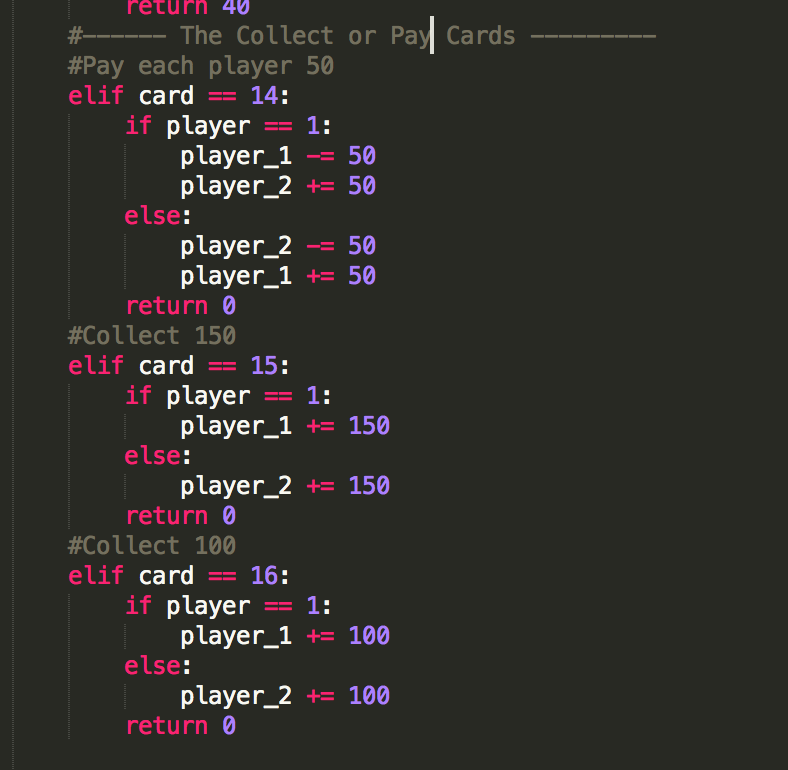 return 40
#------ The Collect or Pay Cards ---------
#Pay each player 50
elif card == 14:
if player == 1:
player_1 -= 50
player_2 += 50
else:
player_2 -= 50
player_1 += 50
return 0
#Collect 150
elif card == 15:
if player == 1:
player_1 += 150
else:
player_2 += 150
return 0
#Collect 100
elif card == 16:
if player == 1:
player_1 += 100
else:
player_2 += 100
return 0